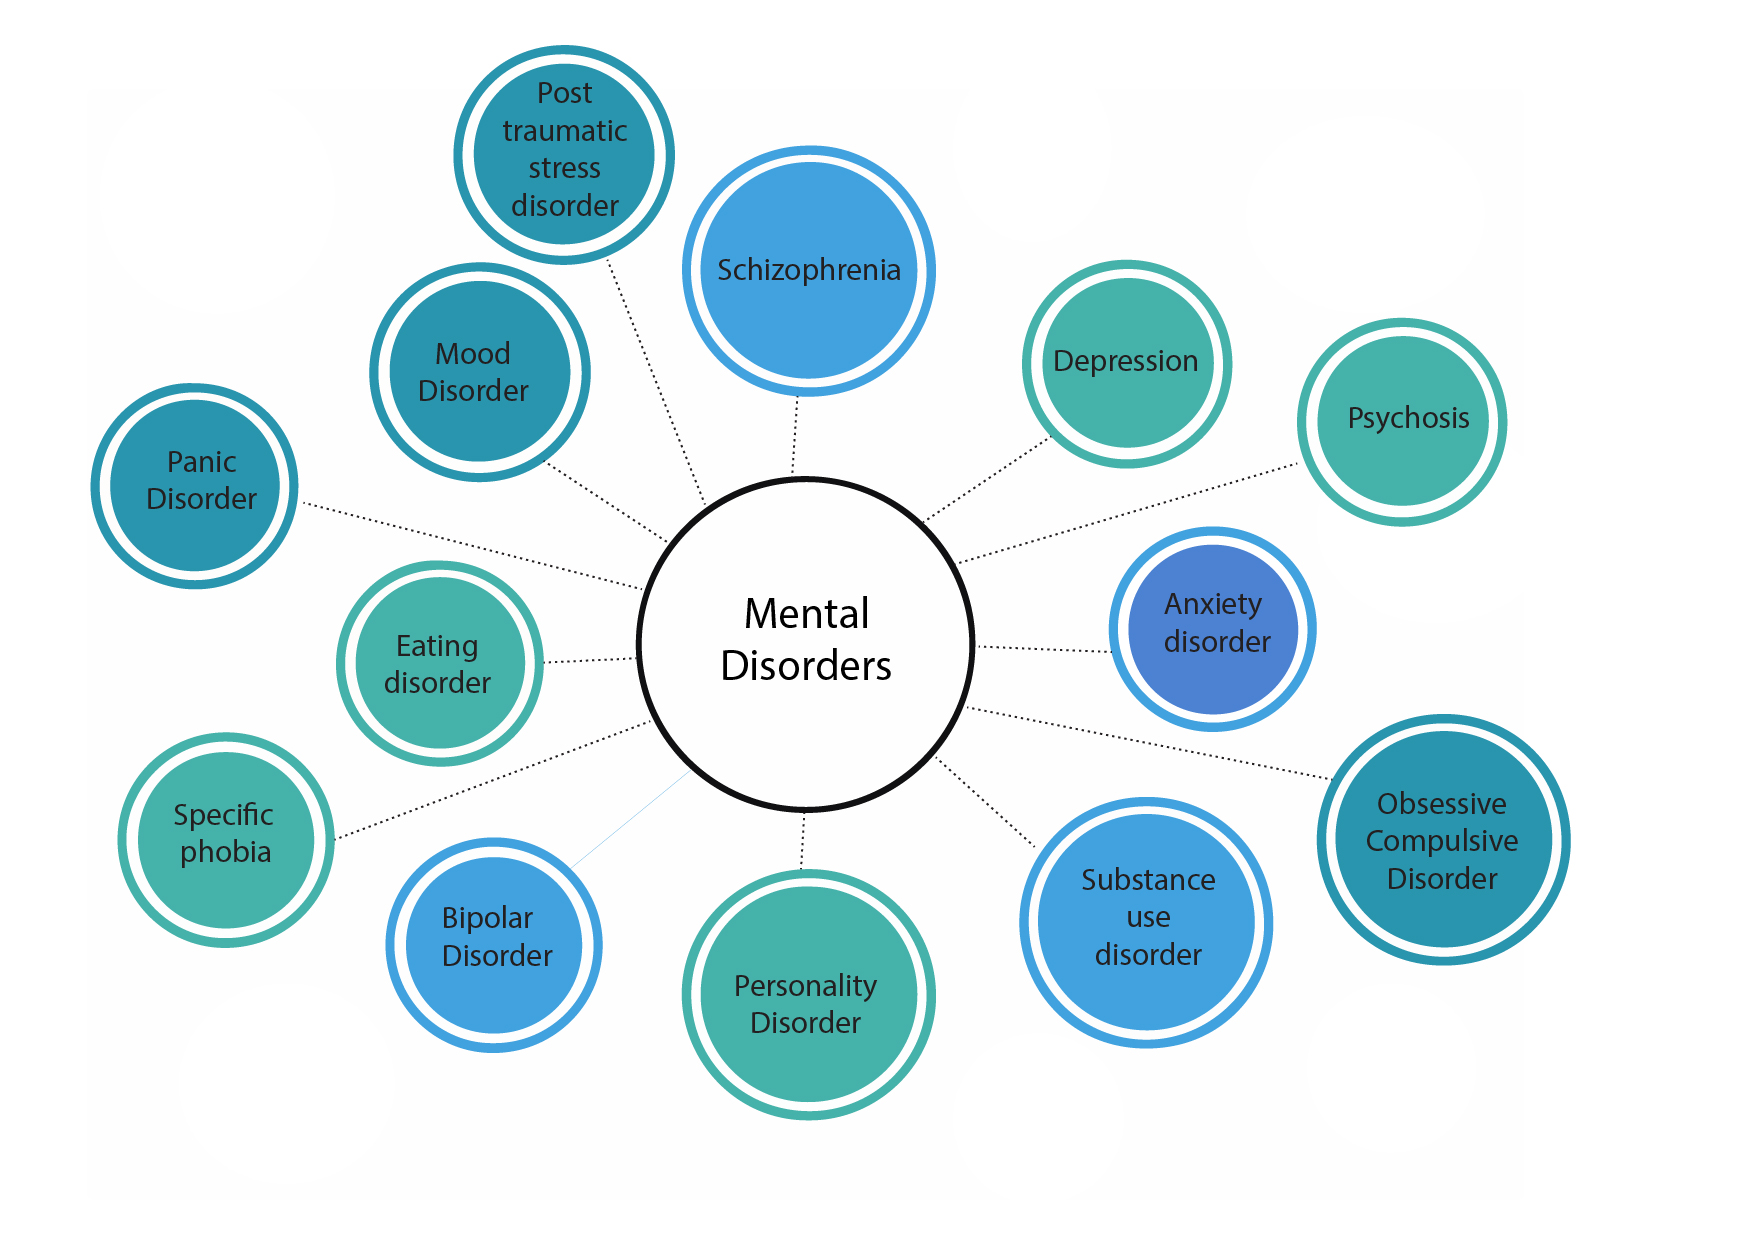 Post
traumatic
stress
disorder
Schizophrenia
Mood
Disorder
Depression
Psychosis
Panic
Disorder
Mental
Disorders
Anxiety
disorder
Eating
disorder
Specific
phobia
Obsessive
Compulsive
Disorder
Bipolar
Disorder
Substance
use
disorder
Personality
Disorder